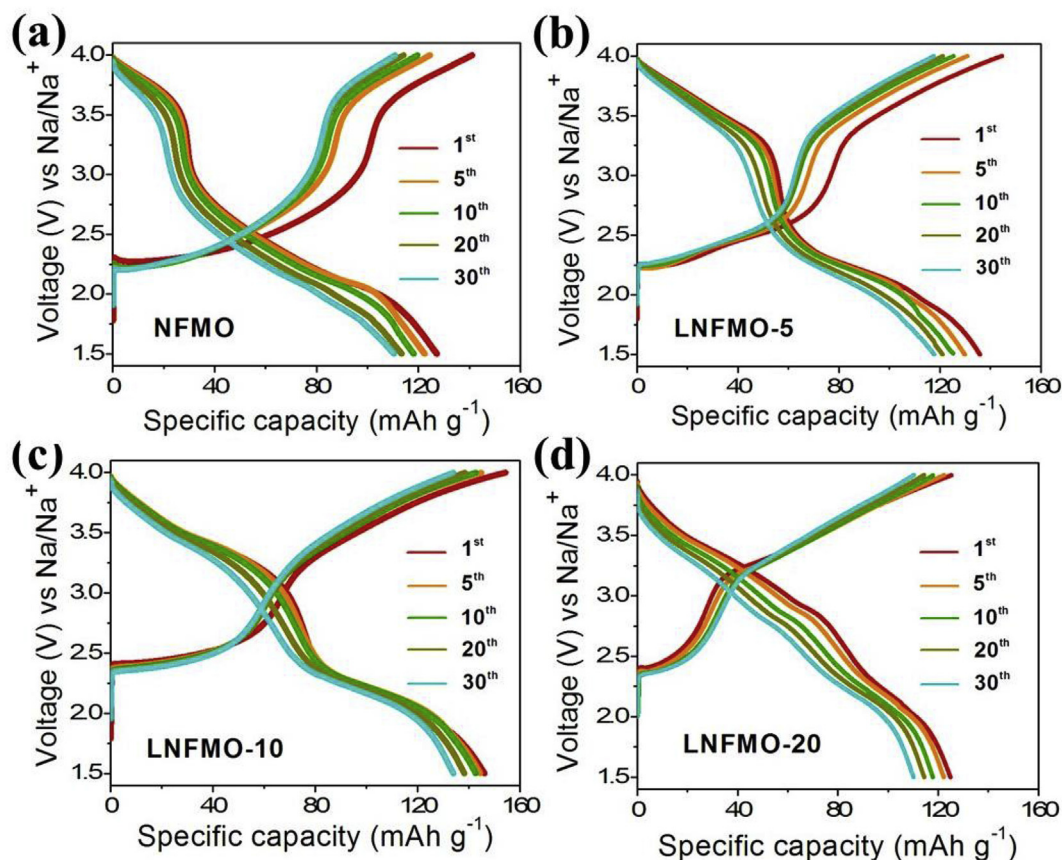 (a)
Voltage (V) vs Na/Na⁺
4.0
3.5
3.0
2.5
2.0
1.5
1ˢᵗ
5ᵗʰ
10ᵗʰ
20ᵗʰ
30ᵗʰ
NFMO
0 40 80 120 160
Specific capacity (mAh g⁻¹)
(b)
Voltage (V) vs Na/Na⁺
4.0
3.5
3.0
2.5
2.0
1.5
1ˢᵗ
5ᵗʰ
10ᵗʰ
20ᵗʰ
30ᵗʰ
LNFMO-5
0 40 80 120 160
Specific capacity (mAh g⁻¹)
(c)
Voltage (V) vs Na/Na⁺
4.0
3.5
3.0
2.5
2.0
1.5
1ˢᵗ
5ᵗʰ
10ᵗʰ
20ᵗʰ
30ᵗʰ
LNFMO-10
0 40 80 120 160
Specific capacity (mAh g⁻¹)
(d)
Voltage (V) vs Na/Na⁺
4.0
3.5
3.0
2.5
2.0
1.5
1ˢᵗ
5ᵗʰ
10ᵗʰ
20ᵗʰ
30ᵗʰ
LNFMO-20
0 40 80 120 160
Specific capacity (mAh g⁻¹)